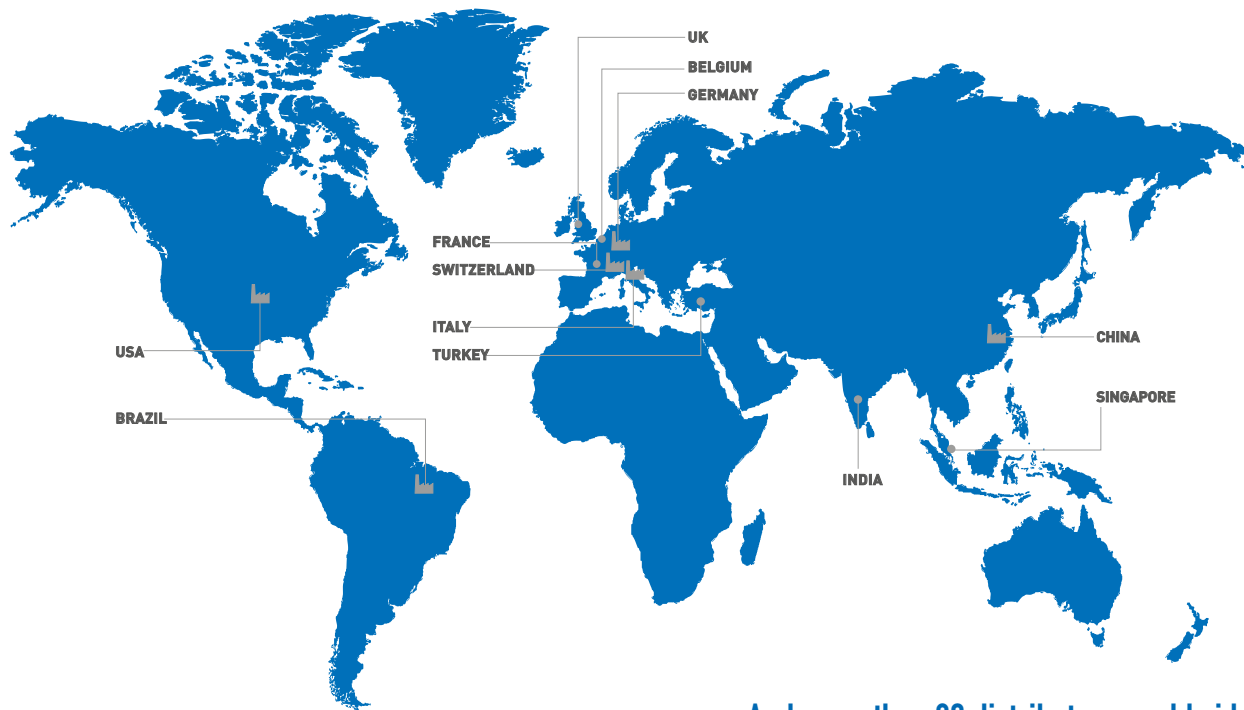 UK
BELGIUM
GERMANY
FRANCE
SWITZERLAND
ITALY
TURKEY
USA
BRAZIL
CHINA
SINGAPORE
INDIA